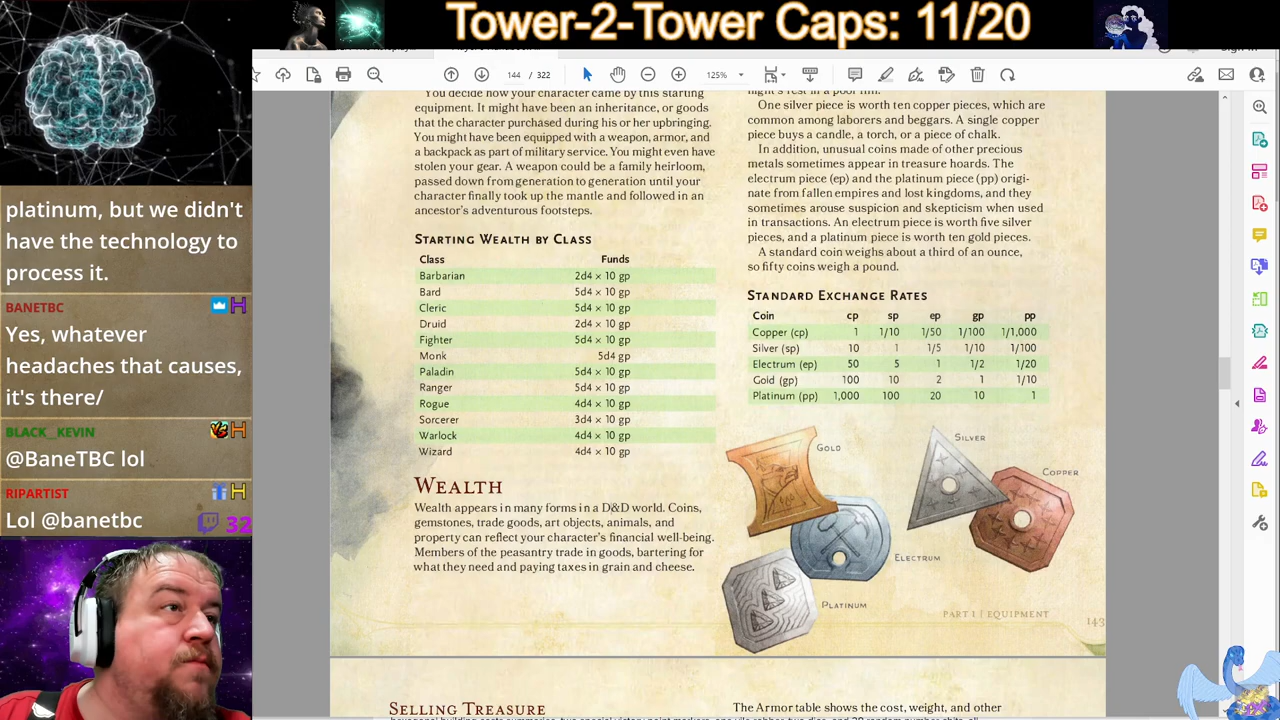 Tower-2-Tower Caps: 11/20
144 / 322
125%
platinum, but we didn't
have the technology to
process it.
BANETBC
Yes, whatever
headaches that causes,
it's there/
BLACK_KEVIN
@BaneTBC lol
RIPARTIST
Lol @banetbc
32
You decide how your character came by this starting
equipment. It might have been an inheritance, or goods
that the character purchased during his or her upbringing.
You might have been equipped with a weapon, armor, and
a backpack as part of military service. You might even have
stolen your gear. A weapon could be a family heirloom,
passed down from generation to generation until your
character finally took up the mantle and followed in an
ancestor's adventurous footsteps.
STARTING WEALTH BY CLASS
Class Funds
Barbarian 2d4 × 10 gp
Bard 5d4 × 10 gp
Cleric 5d4 × 10 gp
Druid 2d4 × 10 gp
Fighter 5d4 × 10 gp
Monk 5d4 gp
Paladin 5d4 × 10 gp
Ranger 5d4 × 10 gp
Rogue 4d4 × 10 gp
Sorcerer 3d4 × 10 gp
Warlock 4d4 × 10 gp
Wizard 4d4 × 10 gp
WEALTH
Wealth appears in many forms in a D&D world. Coins,
gemstones, trade goods, art objects, animals, and
property can reflect your character's financial well-being.
Members of the peasantry trade in goods, bartering for
what they need and paying taxes in grain and cheese.
One silver piece is worth ten copper pieces, which are
common among laborers and beggars. A single copper
piece buys a candle, a torch, or a piece of chalk.
In addition, unusual coins made of other precious
metals sometimes appear in treasure hoards. The
electrum piece (ep) and the platinum piece (pp) origi-
nate from fallen empires and lost kingdoms, and they
sometimes arouse suspicion and skepticism when used
in transactions. An electrum piece is worth five silver
pieces, and a platinum piece is worth ten gold pieces.
A standard coin weighs about a third of an ounce,
so fifty coins weigh a pound.
STANDARD EXCHANGE RATES
Coin cp sp ep gp pp
Copper (cp) 1 1/10 1/50 1/100 1/1,000
Silver (sp) 10 1 1/5 1/10 1/100
Electrum (ep) 50 5 1 1/2 1/20
Gold (gp) 100 10 2 1 1/10
Platinum (pp) 1,000 100 20 10 1
GOLD
SILVER
COPPER
ELECTRUM
PLATINUM
PART 1 | EQUIPMENT
143
SELLING TREASURE
The Armor table shows the cost, weight, and other